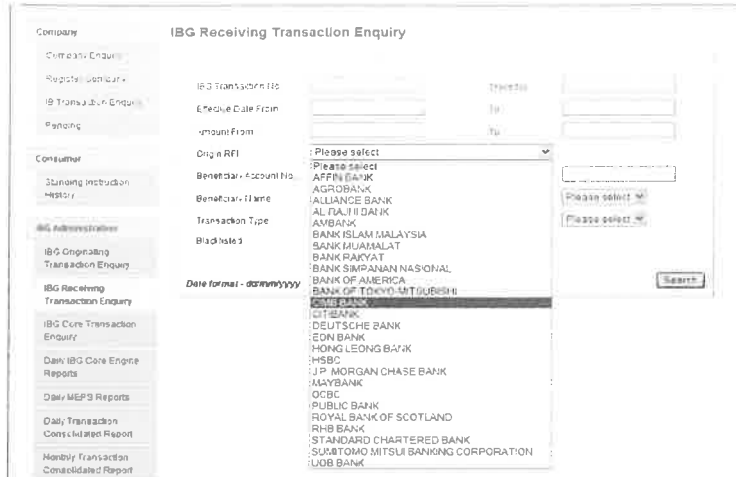 IBG Receiving Transaction Enquiry
Company
Company Enquiry
Register Company
IB Transaction Enquiry
Pending
Consumer
Standing Instruction
History
IBG Administration
IBG Originating
Transaction Enquiry
IBG Receiving
Transaction Enquiry
IBG Core Transaction
Enquiry
Daily IBG Core Engine
Reports
Daily MEPS Reports
Daily Transaction
Consolidated Report
Monthly Transaction
Consolidated Report
IBG Transaction No
Effective Date From
To
Amount From
To
Origin RFI
Please select
Beneficiary Account No
Beneficiary Name
Please select
Transaction Type
Please select
Blacklisted
Date format - dd/mm/yyyy
Search
Please select
AFFIN BANK
AGROBANK
ALLIANCE BANK
AL RAJHI BANK
AMBANK
BANK ISLAM MALAYSIA
BANK MUAMALAT
BANK RAKYAT
BANK SIMPANAN NASIONAL
BANK OF AMERICA
BANK OF TOKYO-MITSUBISHI
CIMB BANK
CITIBANK
DEUTSCHE BANK
EON BANK
HONG LEONG BANK
HSBC
J.P. MORGAN CHASE BANK
MAYBANK
OCBC
PUBLIC BANK
ROYAL BANK OF SCOTLAND
RHB BANK
STANDARD CHARTERED BANK
SUMITOMO MITSUI BANKING CORPORATION
UOB BANK